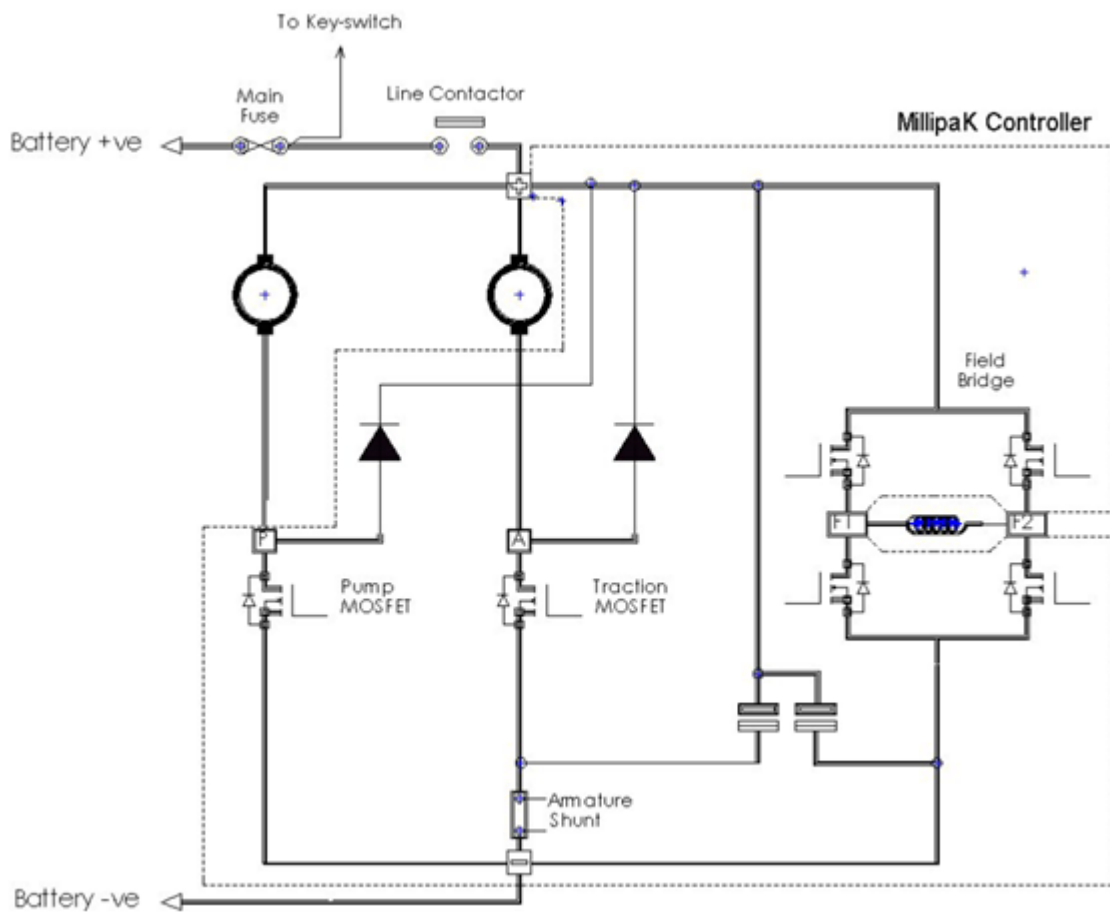 To Key-switch
Main
Fuse
Line Contactor
MillipaK Controller
Battery +ve
Field
Bridge
F1
F2
P
A
Pump
MOSFET
Traction
MOSFET
Armature
Shunt
Battery -ve